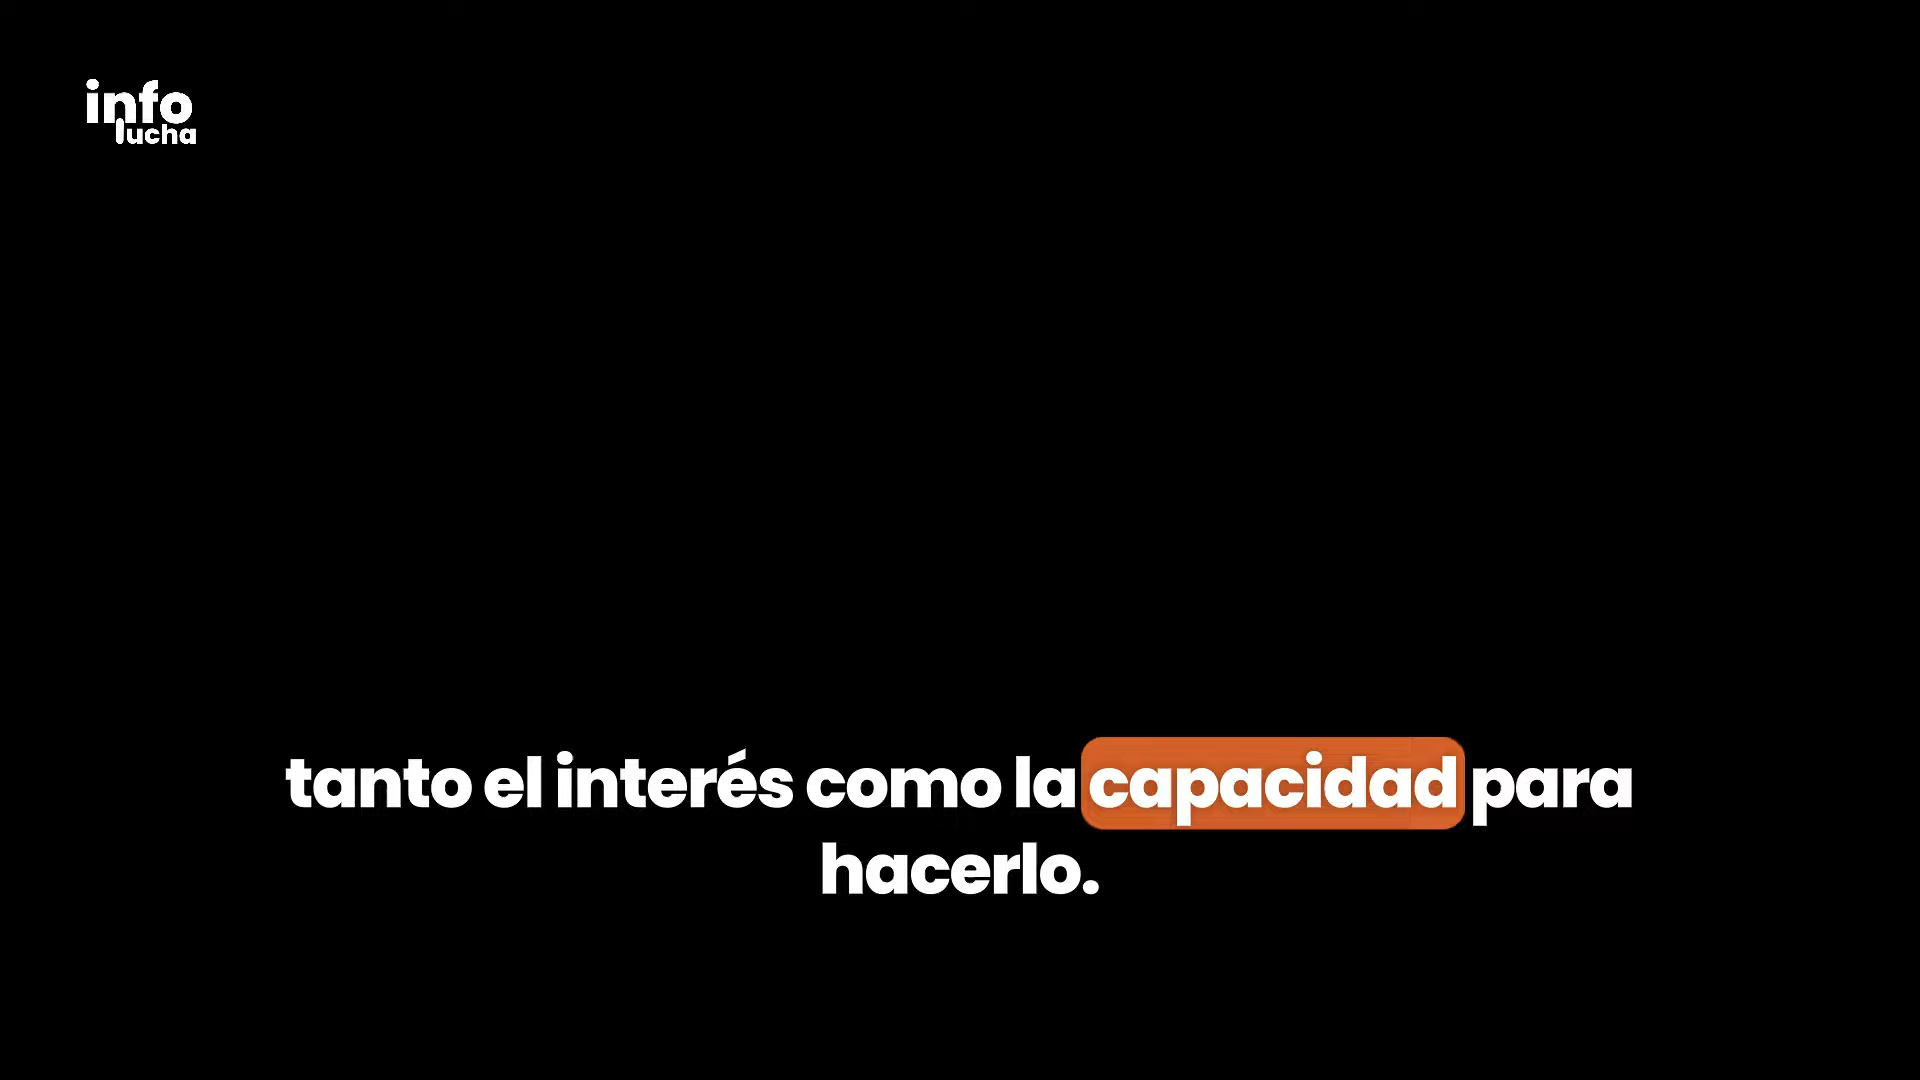 info
lucha
tanto el interés como la capacidad para
hacerlo.